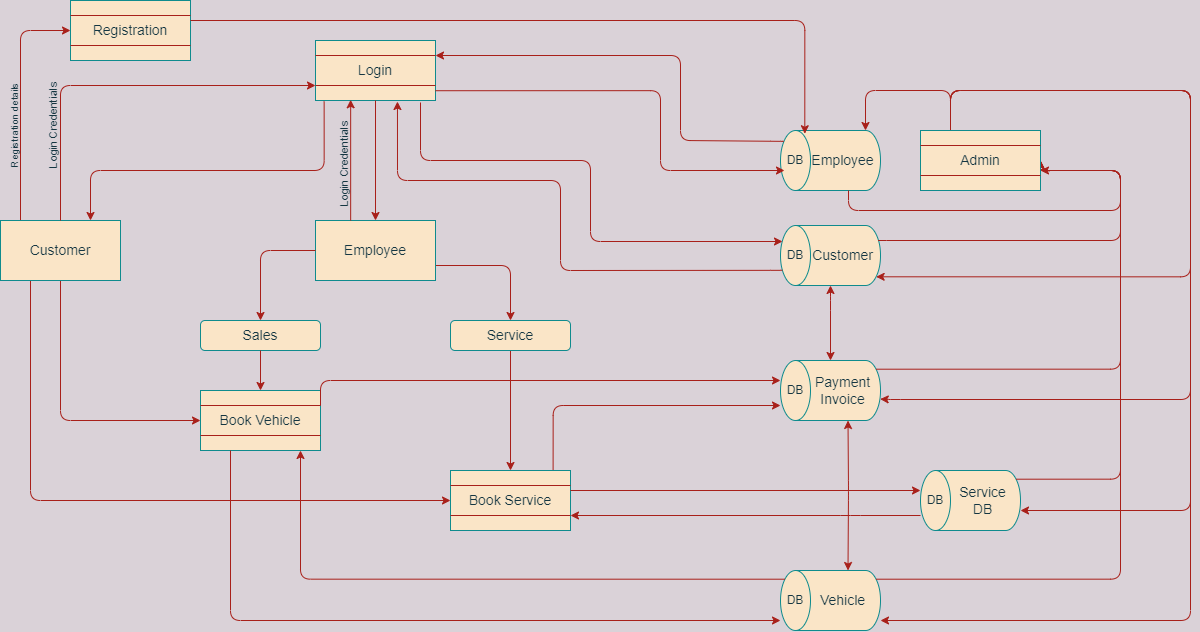 Registration
Login
Registration details
Login Credentials
Login Credentials
DB
Employee
Admin
Customer
Employee
DB
Customer
Sales
Service
DB
Payment
Invoice
Book Vehicle
Book Service
DB
Service
DB
DB
Vehicle